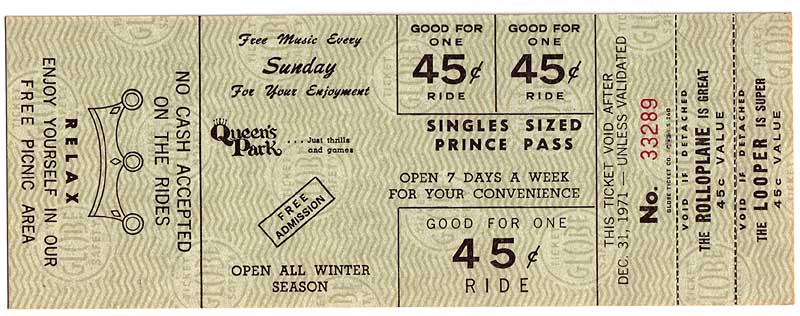 NO CASH ACCEPTED
ON THE RIDES
RELAX
ENJOY YOURSELF IN OUR
FREE PICNIC AREA
Free Music Every
Sunday
For Your Enjoyment
Queen's
Park
...Just thrills
and games
FREE
ADMISSION
OPEN ALL WINTER
SEASON
GOOD FOR
ONE
45¢
RIDE
GOOD FOR
ONE
45¢
RIDE
SINGLES SIZED
PRINCE PASS
OPEN 7 DAYS A WEEK
FOR YOUR CONVENIENCE
GOOD FOR ONE
45¢
RIDE
THIS TICKET VOID AFTER
DEC. 31, 1971 — UNLESS VALIDATED
No. 33289
GLOBE TICKET CO.
VOID IF DETACHED
THE ROLLOPLANE IS GREAT
45c VALUE
VOID IF DETACHED
THE LOOPER IS SUPER
45c VALUE